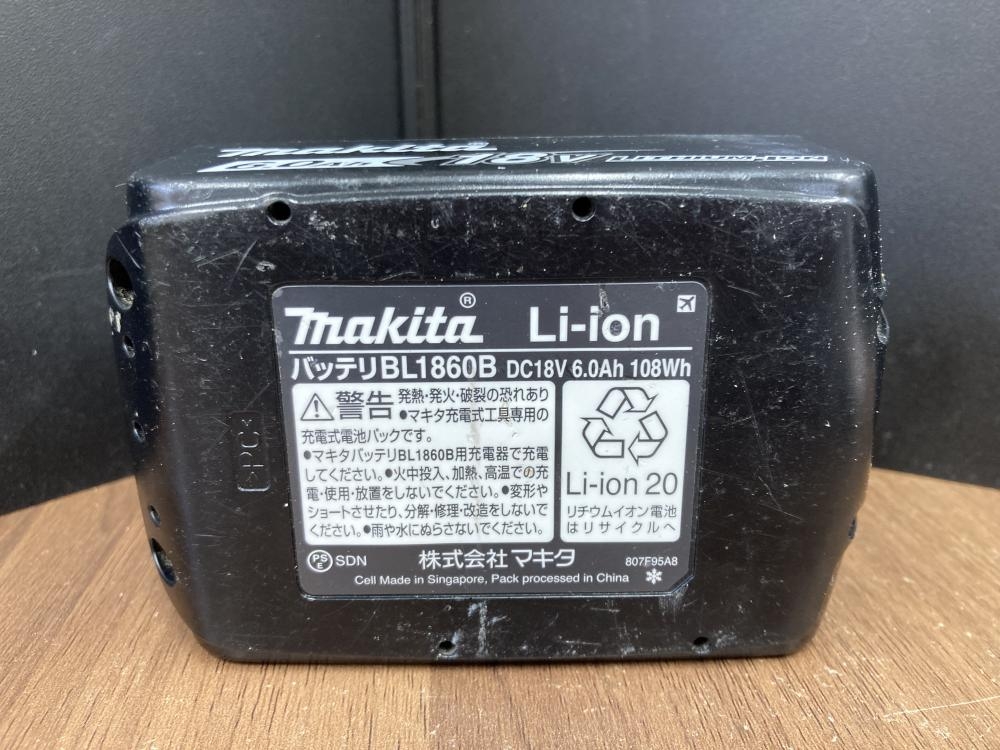 makita
6.0Ah 18V Lithium-ion
makita® Li-ion
バッテリBL1860B DC18V 6.0Ah 108Wh
警告 発熱・発火・破裂の恐れあり
●マキタ充電式工具専用の
充電式電池パックです。
●マキタバッテリBL1860B用充電器で充電
してください。●火中投入、加熱、高温での充
電・使用・放置をしないでください。●変形や
ショートさせたり、分解・修理・改造をしないで
ください。●雨や水にぬらさないでください。
Li-ion 20
リチウムイオン電池
はリサイクルへ
PSE SDN 株式会社 マキタ 807F95A8
Cell Made in Singapore, Pack processed in China
>PC<